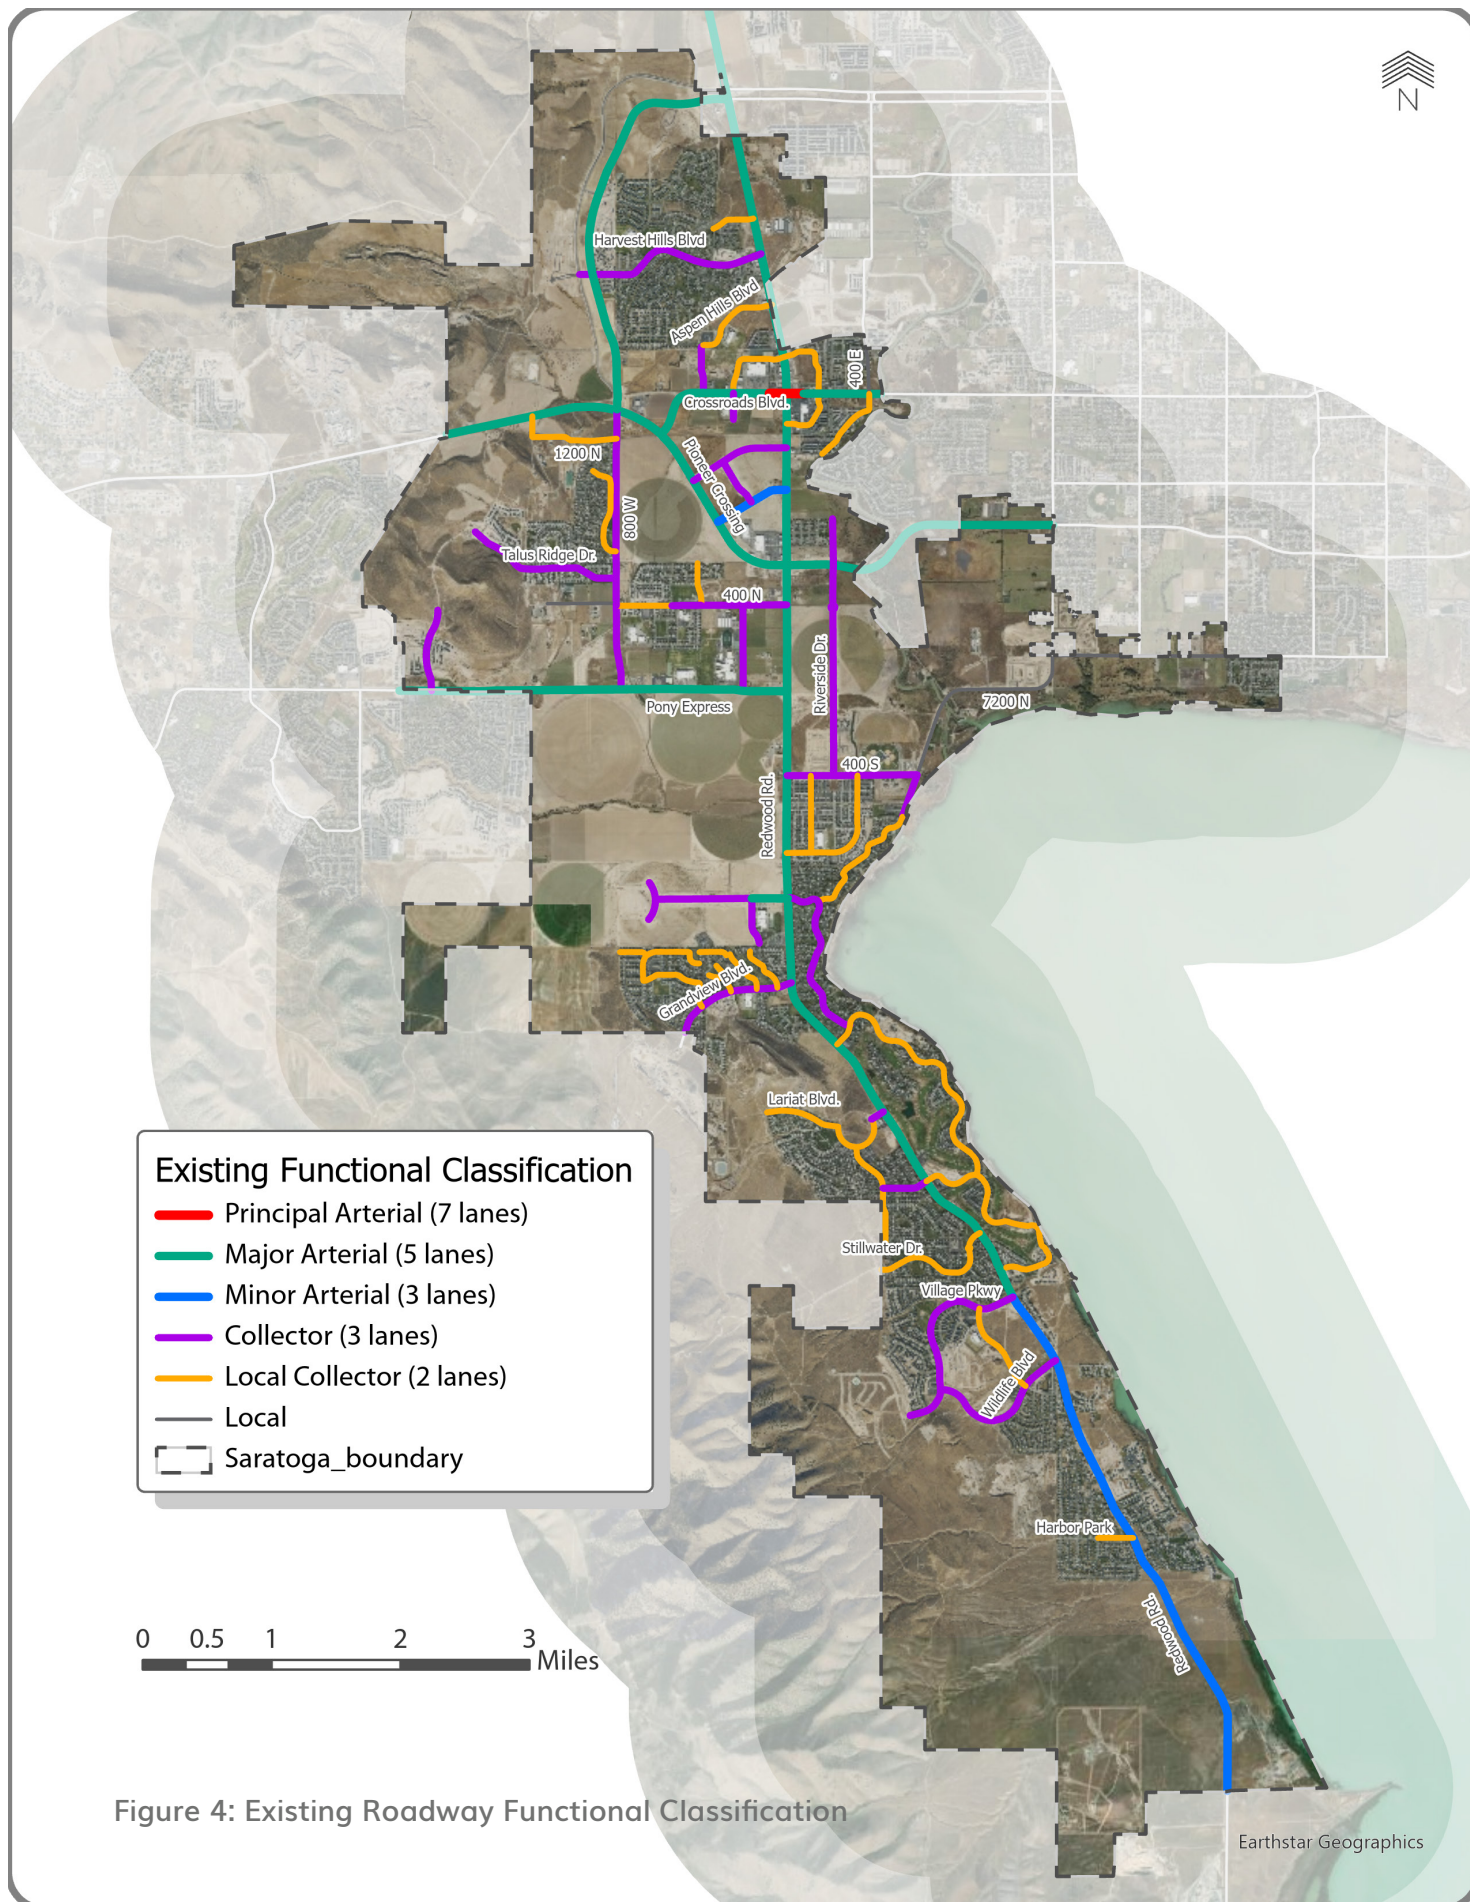 N
Harvest Hills Blvd
Aspen Hills Blvd
400 E
Crossroads Blvd.
1200 N
Pioneer Crossing
800 W
Talus Ridge Dr.
400 N
Riverside Dr.
7200 N
Pony Express
400 S
Redwood Rd.
Grandview Blvd.
Lariat Blvd.
Stillwater Dr.
Village Pkwy
Wildlife Blvd
Harbor Park
Redwood Rd.
Existing Functional Classification
Principal Arterial (7 lanes)
Major Arterial (5 lanes)
Minor Arterial (3 lanes)
Collector (3 lanes)
Local Collector (2 lanes)
Local
Saratoga_boundary
0 0.5 1 2 3
Miles
Figure 4: Existing Roadway Functional Classification
Earthstar Geographics